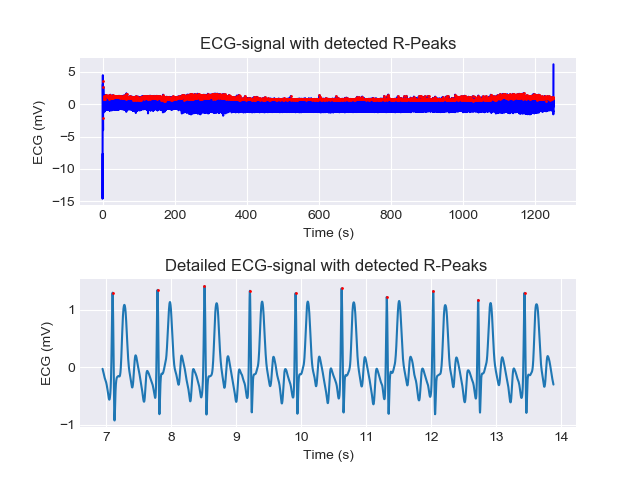 ECG-signal with detected R-Peaks
5
0
−5
−10
−15
ECG (mV)
0 200 400 600 800 1000 1200
Time (s)
Detailed ECG-signal with detected R-Peaks
1
0
−1
ECG (mV)
7 8 9 10 11 12 13 14
Time (s)